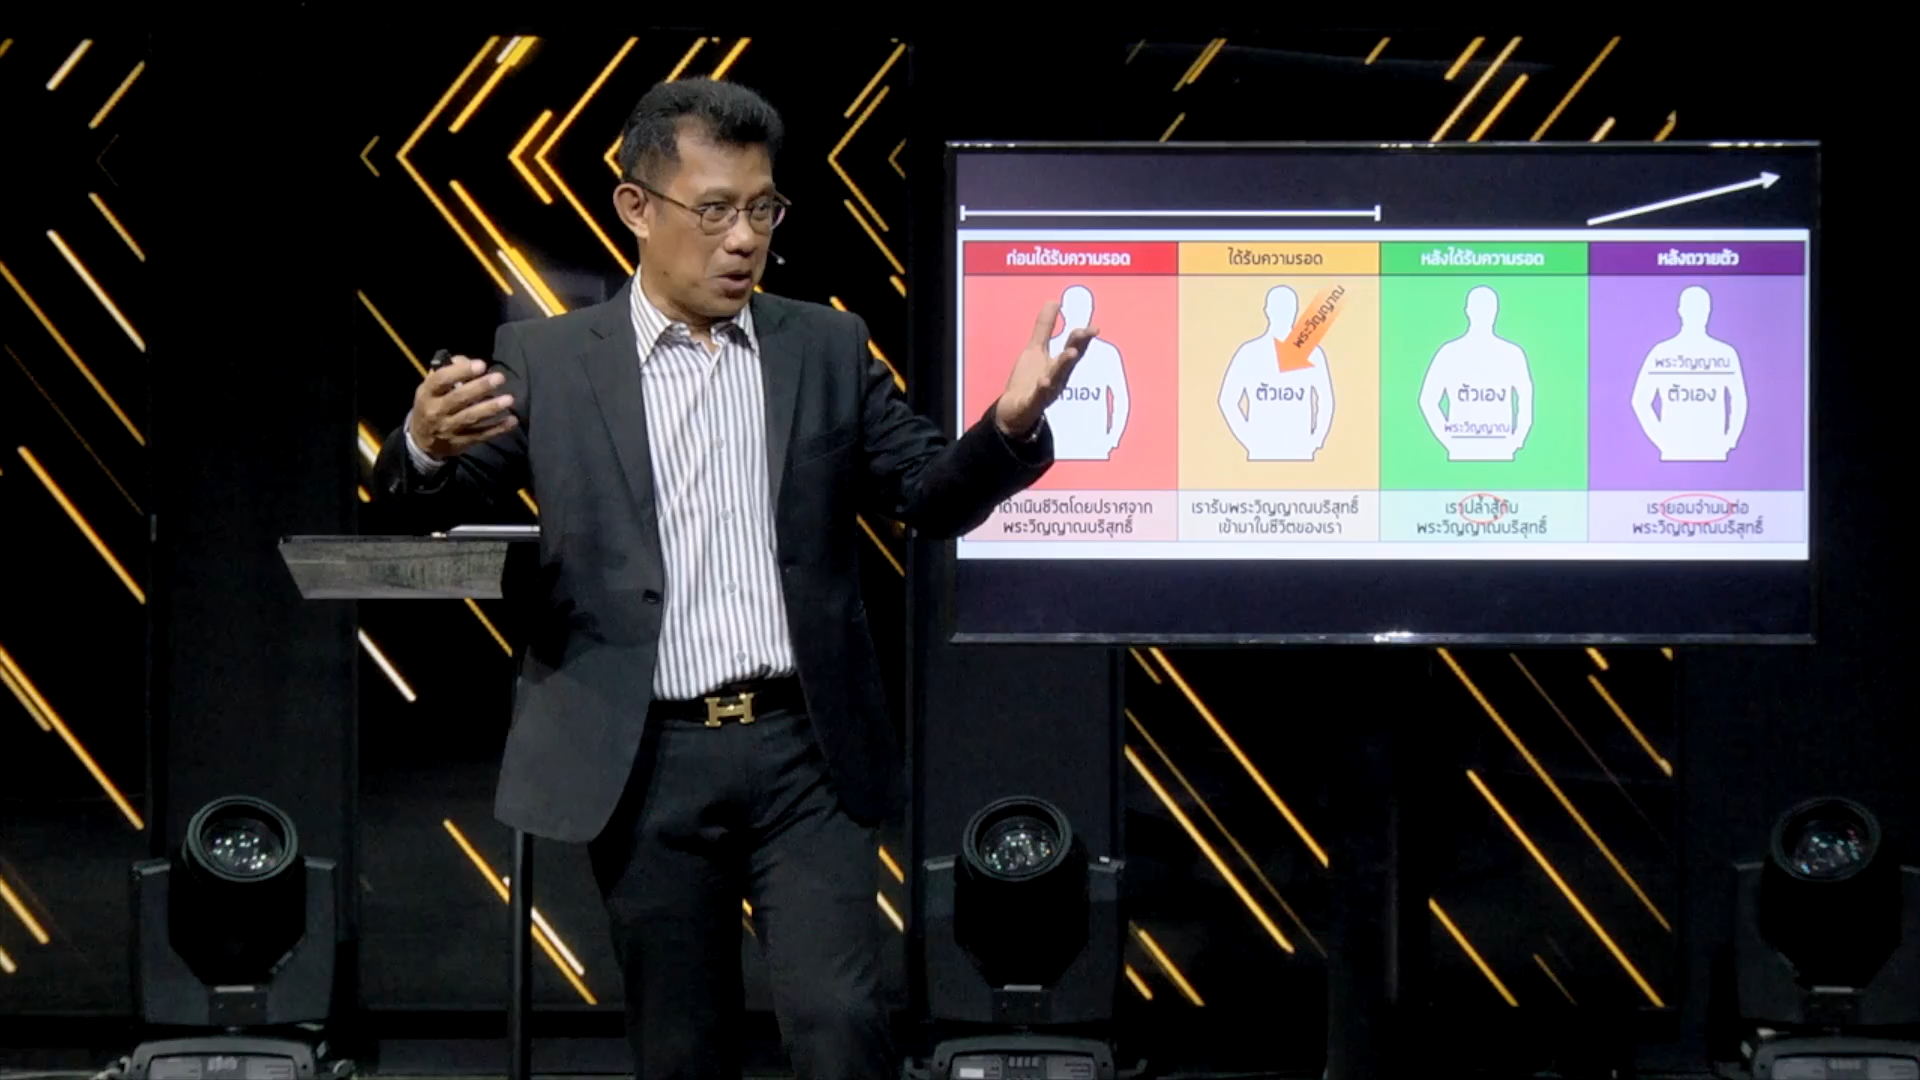 ก่อนได้รับความรอด
ได้รับความรอด
หลังได้รับความรอด
หลังถวายตัว
พระวิญญาณ
พระวิญญาณ
ตัวเอง
ตัวเอง
ตัวเอง
พระวิญญาณ
ดำเนินชีวิตโดยปราศจาก
พระวิญญาณบริสุทธิ์
เรารับพระวิญญาณบริสุทธิ์
เข้ามาในชีวิตของเรา
เราปล้ำสู้กับ
พระวิญญาณบริสุทธิ์
เรายอมจำนนต่อ
พระวิญญาณบริสุทธิ์